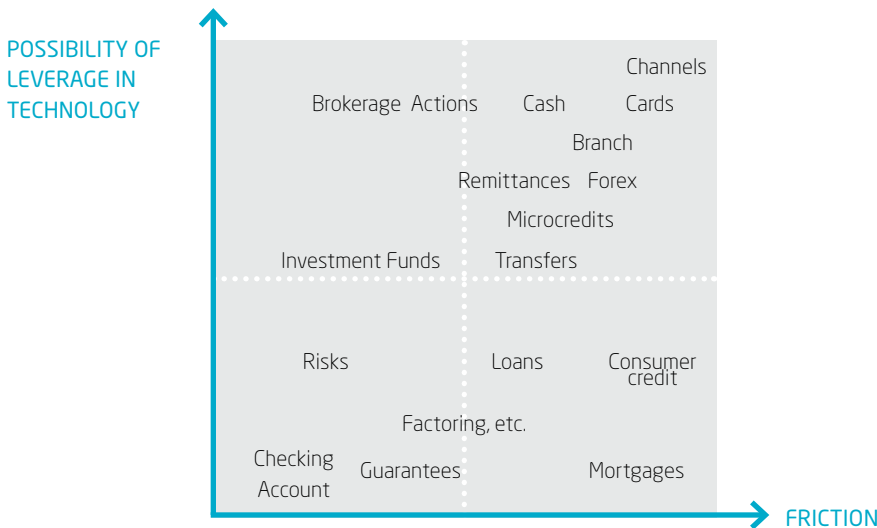 POSSIBILITY OF
LEVERAGE IN
TECHNOLOGY
Channels
Brokerage Actions Cash Cards
Branch
Remittances Forex
Microcredits
Investment Funds Transfers
Risks Loans Consumer
credit
Factoring, etc.
Checking
Account
Guarantees Mortgages
FRICTION